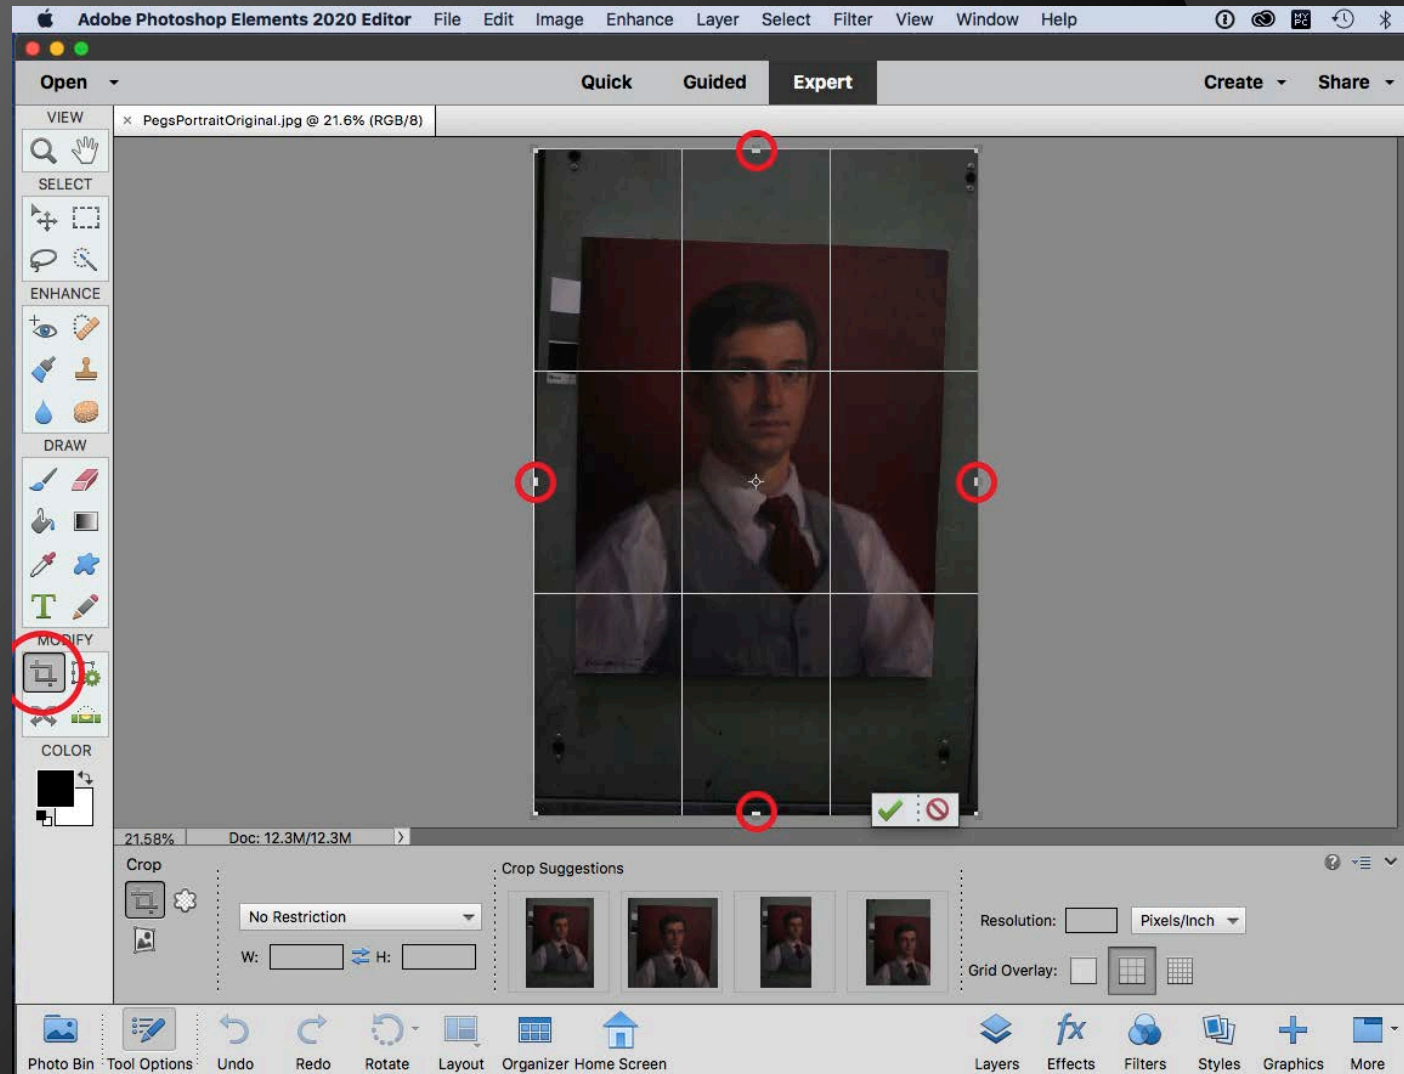 Adobe Photoshop Elements 2020 Editor File Edit Image Enhance Layer Select Filter View Window Help MY PC
Open Quick Guided Expert Create Share
VIEW
× PegsPortraitOriginal.jpg @ 21.6% (RGB/8)
SELECT
ENHANCE
DRAW
T
MODIFY
COLOR
21.58% Doc: 12.3M/12.3M >
Crop
Crop Suggestions
No Restriction
Resolution: Pixels/Inch
W: H:
Grid Overlay:
fx
Photo Bin Tool Options Undo Redo Rotate Layout Organizer Home Screen Layers Effects Filters Styles Graphics More